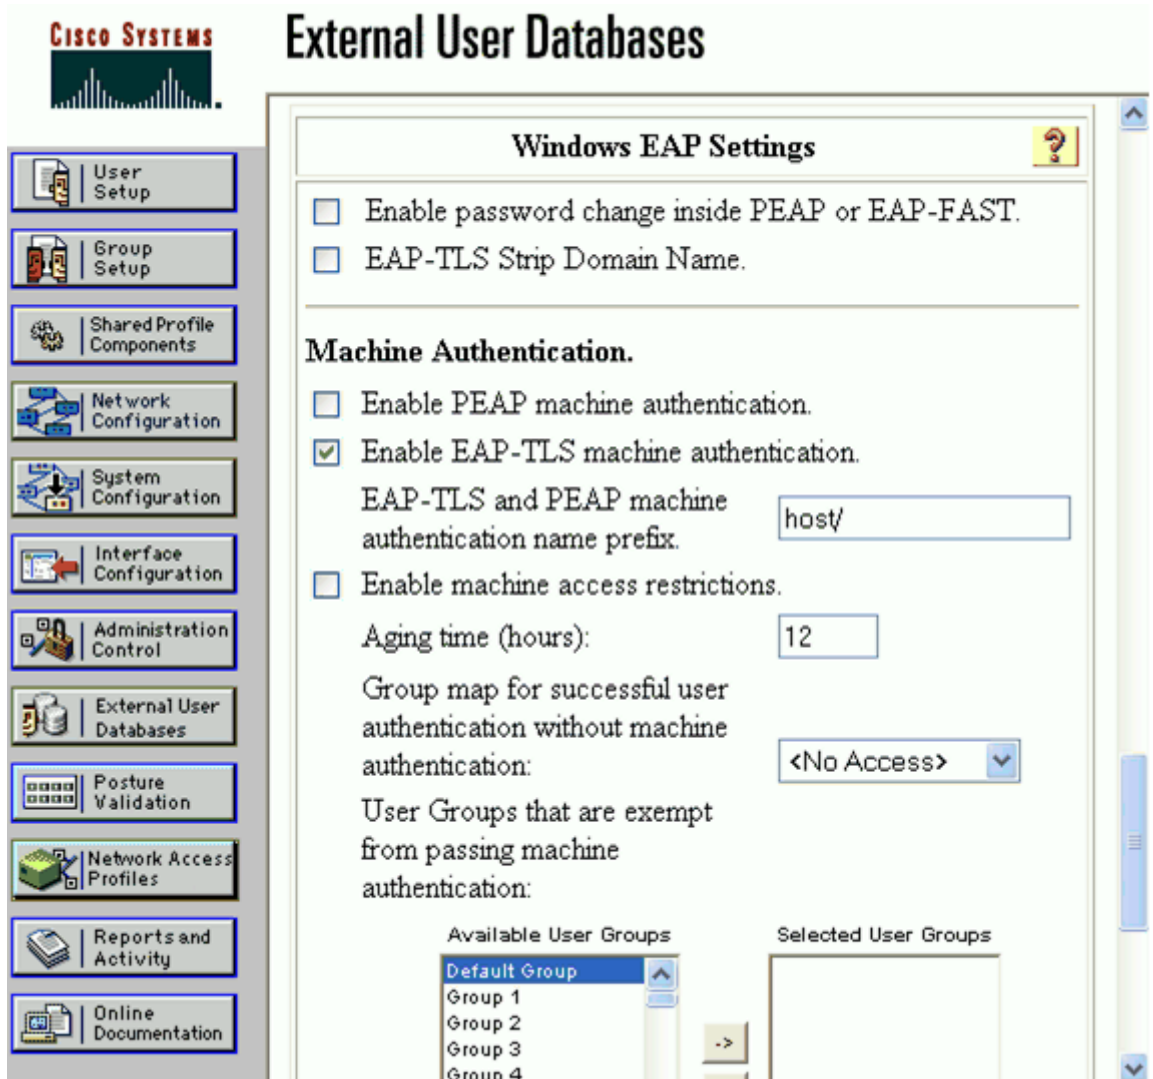 CISCO SYSTEMS
External User Databases
User
Setup
Group
Setup
Shared Profile
Components
Network
Configuration
System
Configuration
Interface
Configuration
Administration
Control
External User
Databases
Posture
Validation
Network Access
Profiles
Reports and
Activity
Online
Documentation
Windows EAP Settings
?
Enable password change inside PEAP or EAP-FAST.
EAP-TLS Strip Domain Name.
Machine Authentication.
Enable PEAP machine authentication.
Enable EAP-TLS machine authentication.
EAP-TLS and PEAP machine
authentication name prefix.
host/
Enable machine access restrictions.
Aging time (hours):
12
Group map for successful user
authentication without machine
authentication:
<No Access>
User Groups that are exempt
from passing machine
authentication:
Available User Groups
Selected User Groups
Default Group
Group 1
Group 2
Group 3
Group 4
->